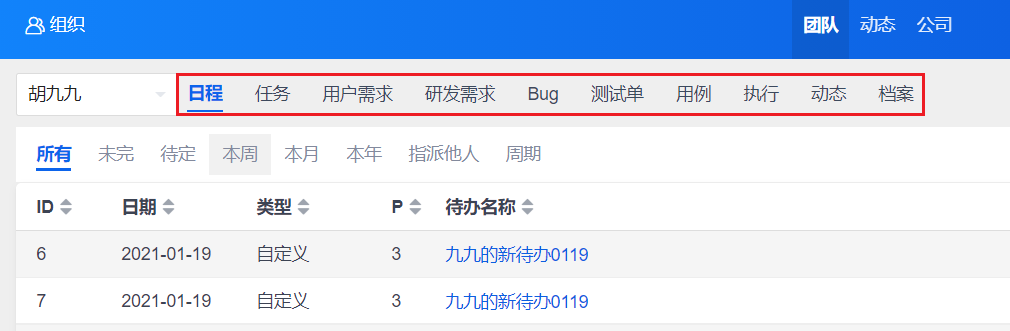 组织 团队 动态 公司
胡九九 日程 任务 用户需求 研发需求 Bug 测试单 用例 执行 动态 档案
所有 未完 待定 本周 本月 本年 指派他人 周期
ID 日期 类型 P 待办名称
6 2021-01-19 自定义 3 九九的新待办0119
7 2021-01-19 自定义 3 九九的新待办0119